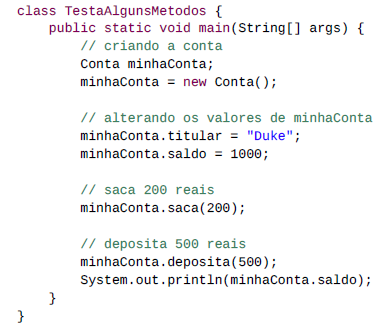 class TestaAlgunsMetodos {
    public static void main(String[] args) {
        // criando a conta
        Conta minhaConta;
        minhaConta = new Conta();

        // alterando os valores de minhaConta
        minhaConta.titular = "Duke";
        minhaConta.saldo = 1000;

        // saca 200 reais
        minhaConta.saca(200);

        // deposita 500 reais
        minhaConta.deposita(500);
        System.out.println(minhaConta.saldo);
    }
}